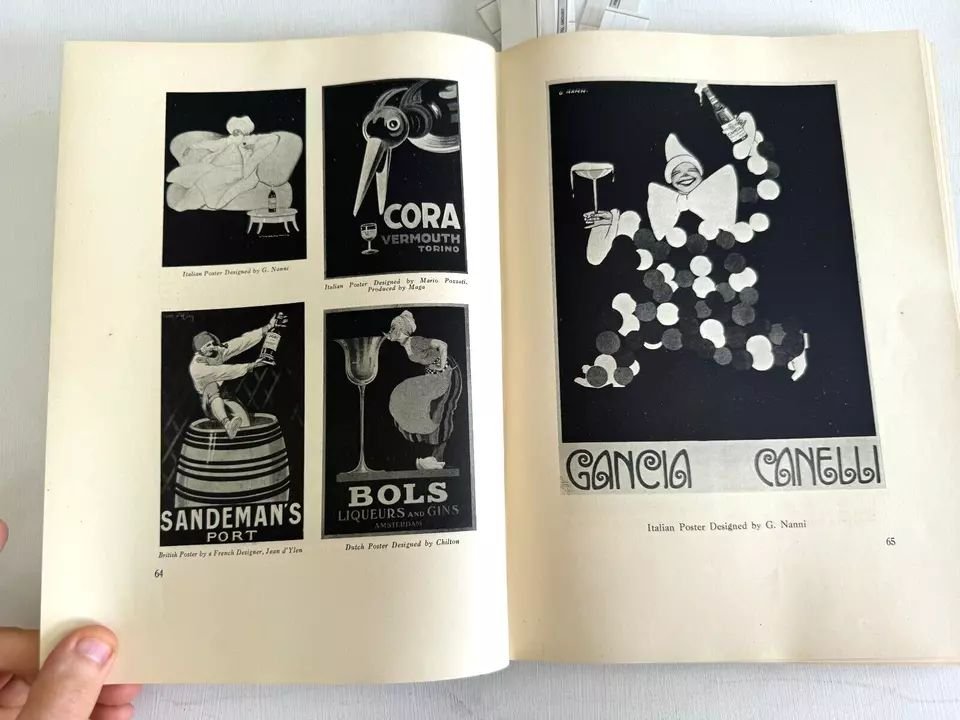 Italian Poster Designed by G. Nanni
CORA
VERMOUTH
TORINO
Italian Poster Designed by Mario Pozzati.
Produced by Maga
SANDEMAN'S
PORT
British Poster by a French Designer, Jean d'Ylen
BOLS
LIQUEURS AND GINS
AMSTERDAM
Dutch Poster Designed by Chilton
64
G NANNI.
GANCIA CANELLI
Italian Poster Designed by G. Nanni
65